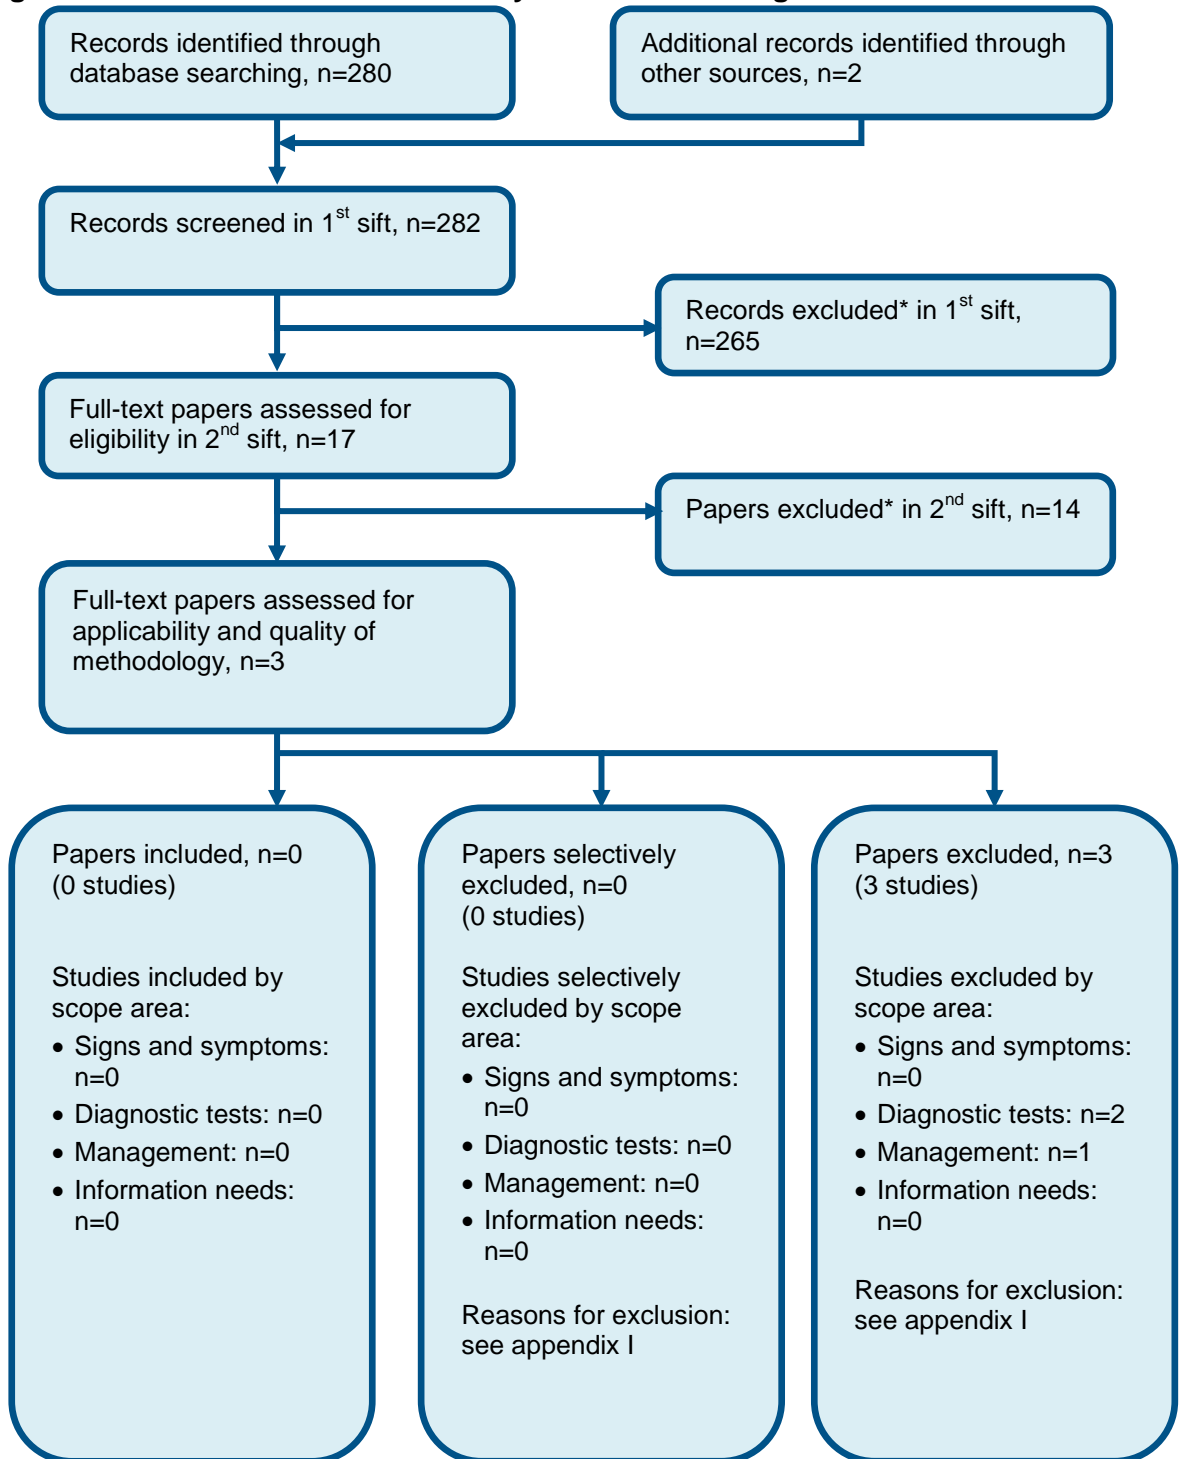 Records identified through
database searching, n=280
Additional records identified through
other sources, n=2
Records screened in 1st sift, n=282
Records excluded* in 1st sift,
n=265
Full-text papers assessed for
eligibility in 2nd sift, n=17
Papers excluded* in 2nd sift, n=14
Full-text papers assessed for
applicability and quality of
methodology, n=3
Papers included, n=0
(0 studies)
Studies included by
scope area:
• Signs and symptoms:
n=0
• Diagnostic tests: n=0
• Management: n=0
• Information needs:
n=0
Papers selectively
excluded, n=0
(0 studies)
Studies selectively
excluded by scope
area:
• Signs and symptoms:
n=0
• Diagnostic tests: n=0
• Management: n=0
• Information needs:
n=0
Reasons for exclusion:
see appendix I
Papers excluded, n=3
(3 studies)
Studies excluded by
scope area:
• Signs and symptoms:
n=0
• Diagnostic tests: n=2
• Management: n=1
• Information needs:
n=0
Reasons for exclusion:
see appendix I